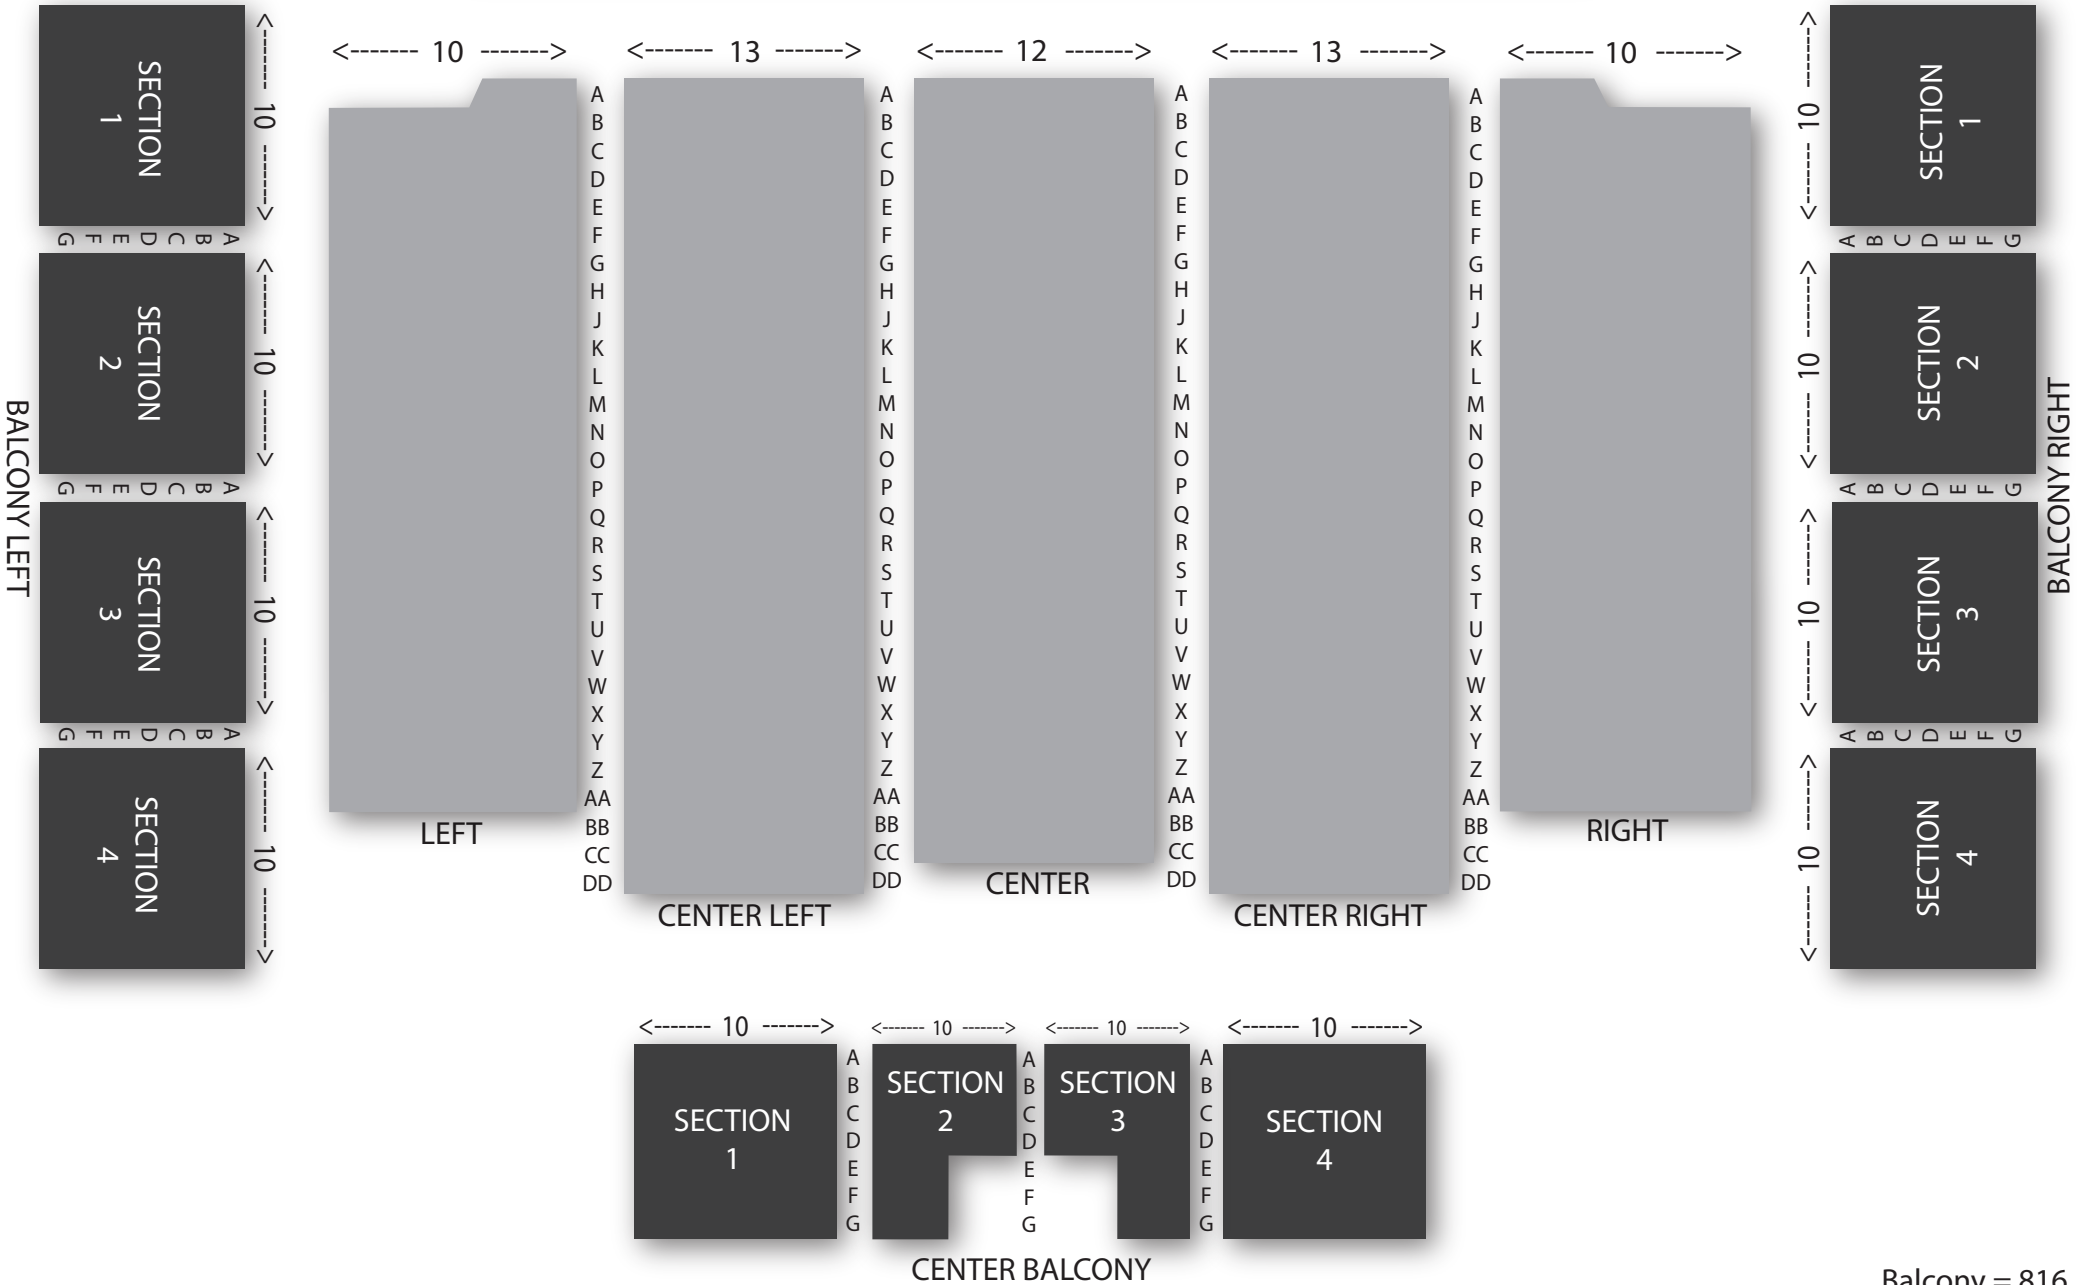 <------- 10 ------->
<------- 13 ------->
<------- 12 ------->
<------- 13 ------->
<------- 10 ------->
A A A A
B B B B
C C C C
D D D D
E E E E
F F F F
G G G G
H H H H
J J J J
K K K K
L L L L
M M M M
N N N N
O O O O
P P P P
Q Q Q Q
R R R R
S S S S
T T T T
U U U U
V V V V
W W W W
X X X X
Y Y Y Y
Z Z Z Z
AA AA AA AA
BB BB BB BB
CC CC CC CC
DD DD DD DD
LEFT
CENTER LEFT
CENTER
CENTER RIGHT
RIGHT
BALCONY LEFT
SECTION
1
<------- 10 ------->
A B C D E F G
SECTION
2
<------- 10 ------->
A B C D E F G
SECTION
3
<------- 10 ------->
A B C D E F G
SECTION
4
<------- 10 ------->
BALCONY RIGHT
SECTION
1
<------- 10 ------->
A B C D E F G
SECTION
2
<------- 10 ------->
A B C D E F G
SECTION
3
<------- 10 ------->
A B C D E F G
SECTION
4
<------- 10 ------->
<------- 10 ------->
<------- 10 ------->
<------- 10 ------->
<------- 10 ------->
SECTION
1
SECTION
2
SECTION
3
SECTION
4
A A A
B B B
C C C
D D D
E E E
F F F
G G G
CENTER BALCONY
Balcony = 816